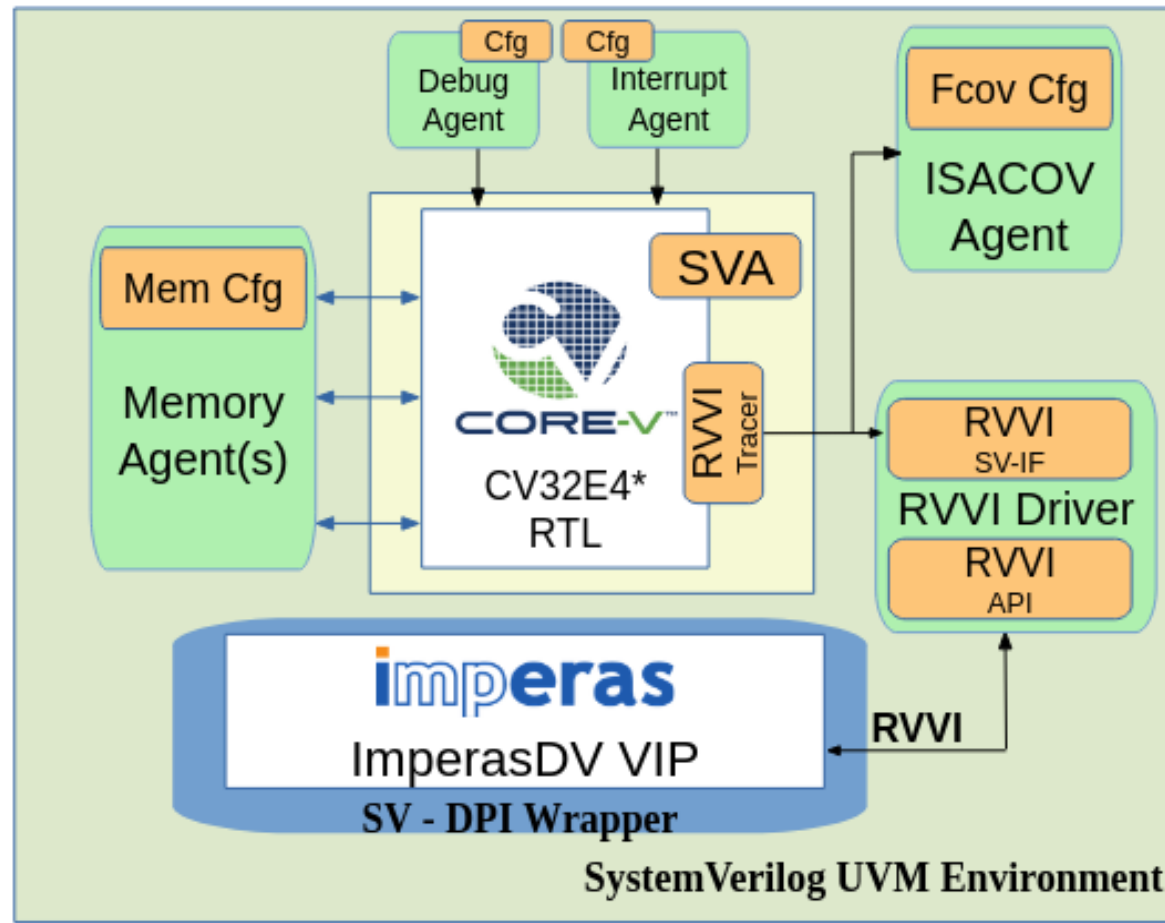 Cfg
Debug
Agent
Cfg
Interrupt
Agent
Fcov Cfg
ISACOV
Agent
Mem Cfg
Memory
Agent(s)
SVA
CORE-V™
CV32E4*
RTL
RVVI
Tracer
RVVI
SV-IF
RVVI Driver
RVVI
API
imperas
ImperasDV VIP
SV - DPI Wrapper
RVVI
SystemVerilog UVM Environment